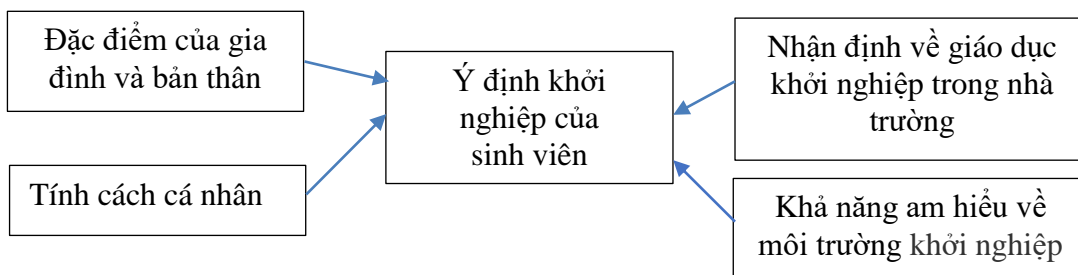 Đặc điểm của gia
đình và bản thân
Tính cách cá nhân
Ý định khởi
nghiệp của
sinh viên
Nhận định về giáo dục
khởi nghiệp trong nhà
trường
Khả năng am hiểu về
môi trường khởi nghiệp